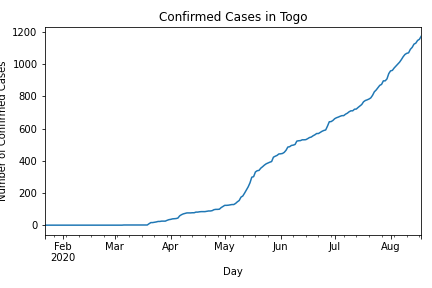 Confirmed Cases in Togo
Number of Confirmed Cases
1200
1000
800
600
400
200
0
Feb
2020
Mar
Apr
May
Jun
Jul
Aug
Day